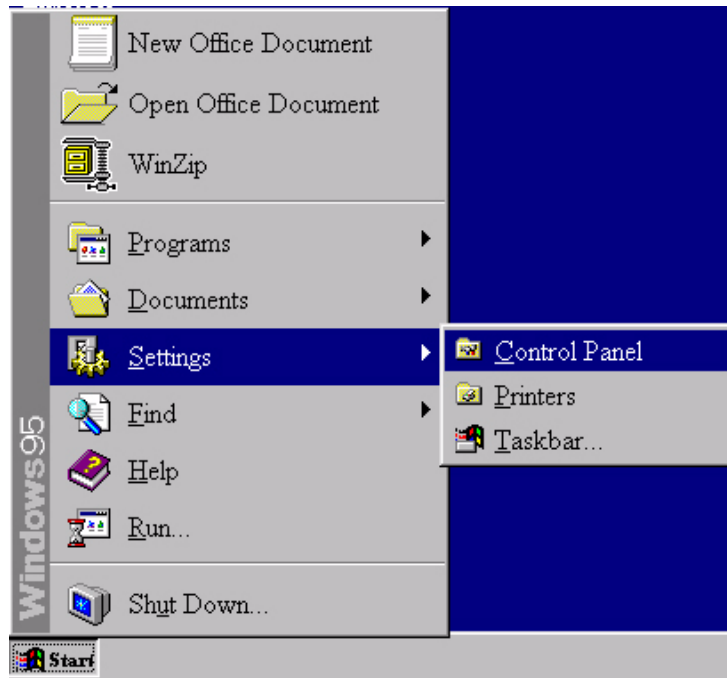 New Office Document
Open Office Document
WinZip
Programs
Documents
Settings
Find
Help
Run...
Shut Down...
Control Panel
Printers
Taskbar...
Windows95
Start